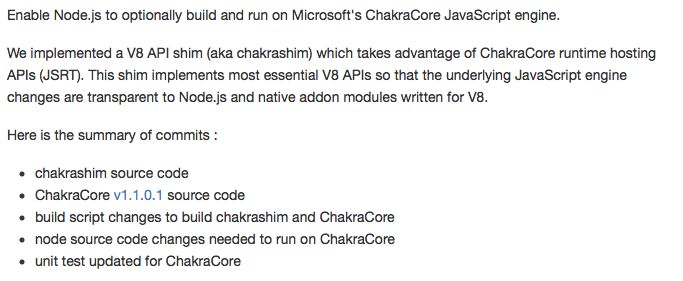 Enable Node.js to optionally build and run on Microsoft's ChakraCore JavaScript engine.
We implemented a V8 API shim (aka chakrashim) which takes advantage of ChakraCore runtime hosting
APIs (JSRT). This shim implements most essential V8 APIs so that the underlying JavaScript engine
changes are transparent to Node.js and native addon modules written for V8.
Here is the summary of commits :
• chakrashim source code
• ChakraCore v1.1.0.1 source code
• build script changes to build chakrashim and ChakraCore
• node source code changes needed to run on ChakraCore
• unit test updated for ChakraCore